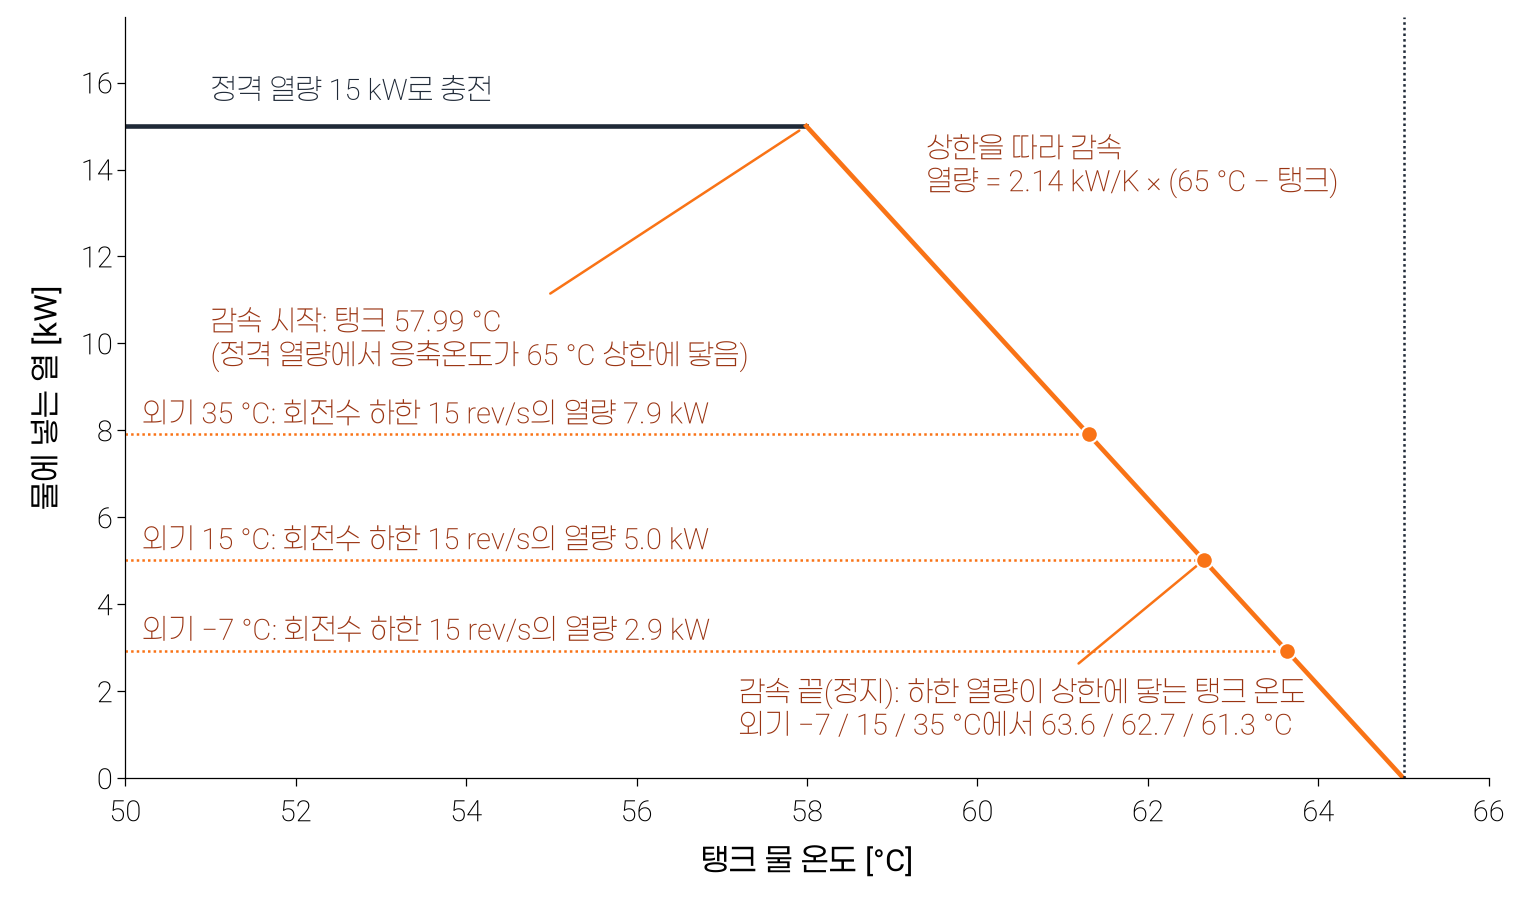 정격 열량 15 kW로 충전
상한을 따라 감속
열량 = 2.14 kW/K × (65 °C − 탱크)
감속 시작: 탱크 57.99 °C
(정격 열량에서 응축온도가 65 °C 상한에 닿음)
외기 35 °C: 회전수 하한 15 rev/s의 열량 7.9 kW
외기 15 °C: 회전수 하한 15 rev/s의 열량 5.0 kW
외기 −7 °C: 회전수 하한 15 rev/s의 열량 2.9 kW
감속 끝(정지): 하한 열량이 상한에 닿는 탱크 온도
외기 −7 / 15 / 35 °C에서 63.6 / 62.7 / 61.3 °C
물에 넣는 열 [kW]
16
14
12
10
8
6
4
2
0
50 52 54 56 58 60 62 64 66
탱크 물 온도 [°C]